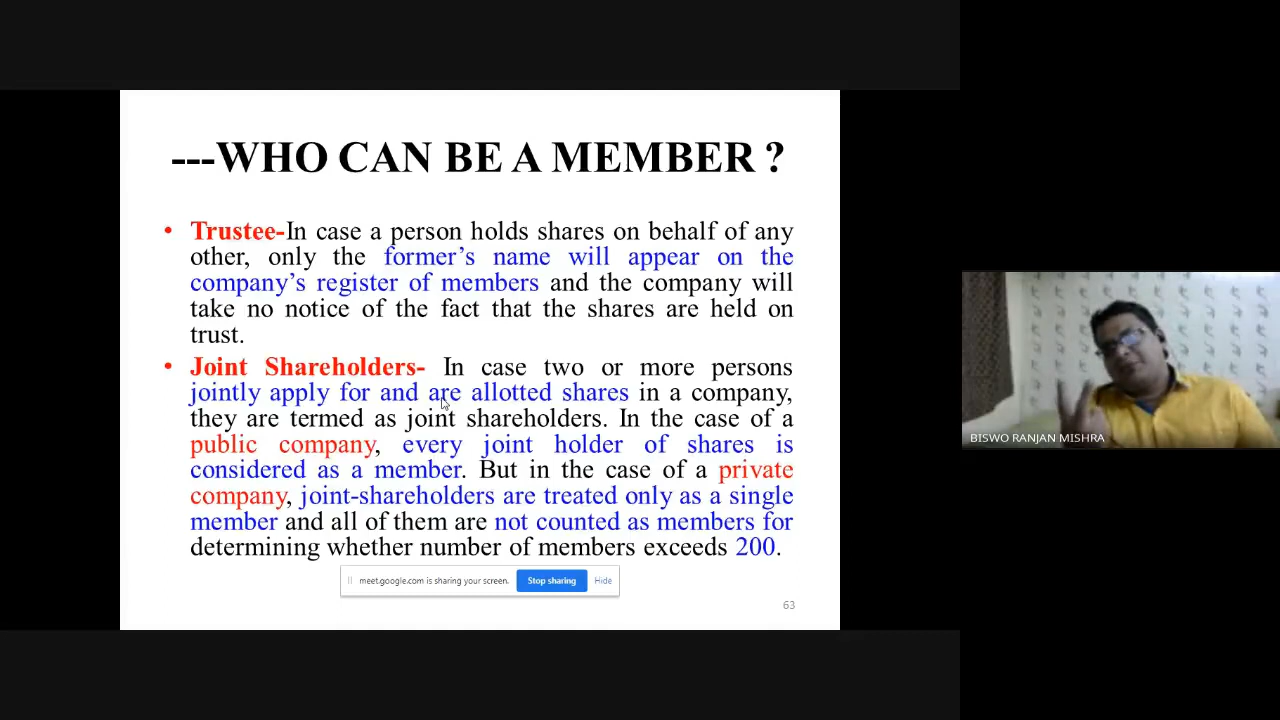 ---WHO CAN BE A MEMBER ?
• Trustee-In case a person holds shares on behalf of any
other, only the former’s name will appear on the
company’s register of members and the company will
take no notice of the fact that the shares are held on
trust.
• Joint Shareholders- In case two or more persons
jointly apply for and are allotted shares in a company,
they are termed as joint shareholders. In the case of a
public company, every joint holder of shares is
considered as a member. But in the case of a private
company, joint-shareholders are treated only as a single
member and all of them are not counted as members for
determining whether number of members exceeds 200.
meet.google.com is sharing your screen. Stop sharing Hide
63
BISWO RANJAN MISHRA